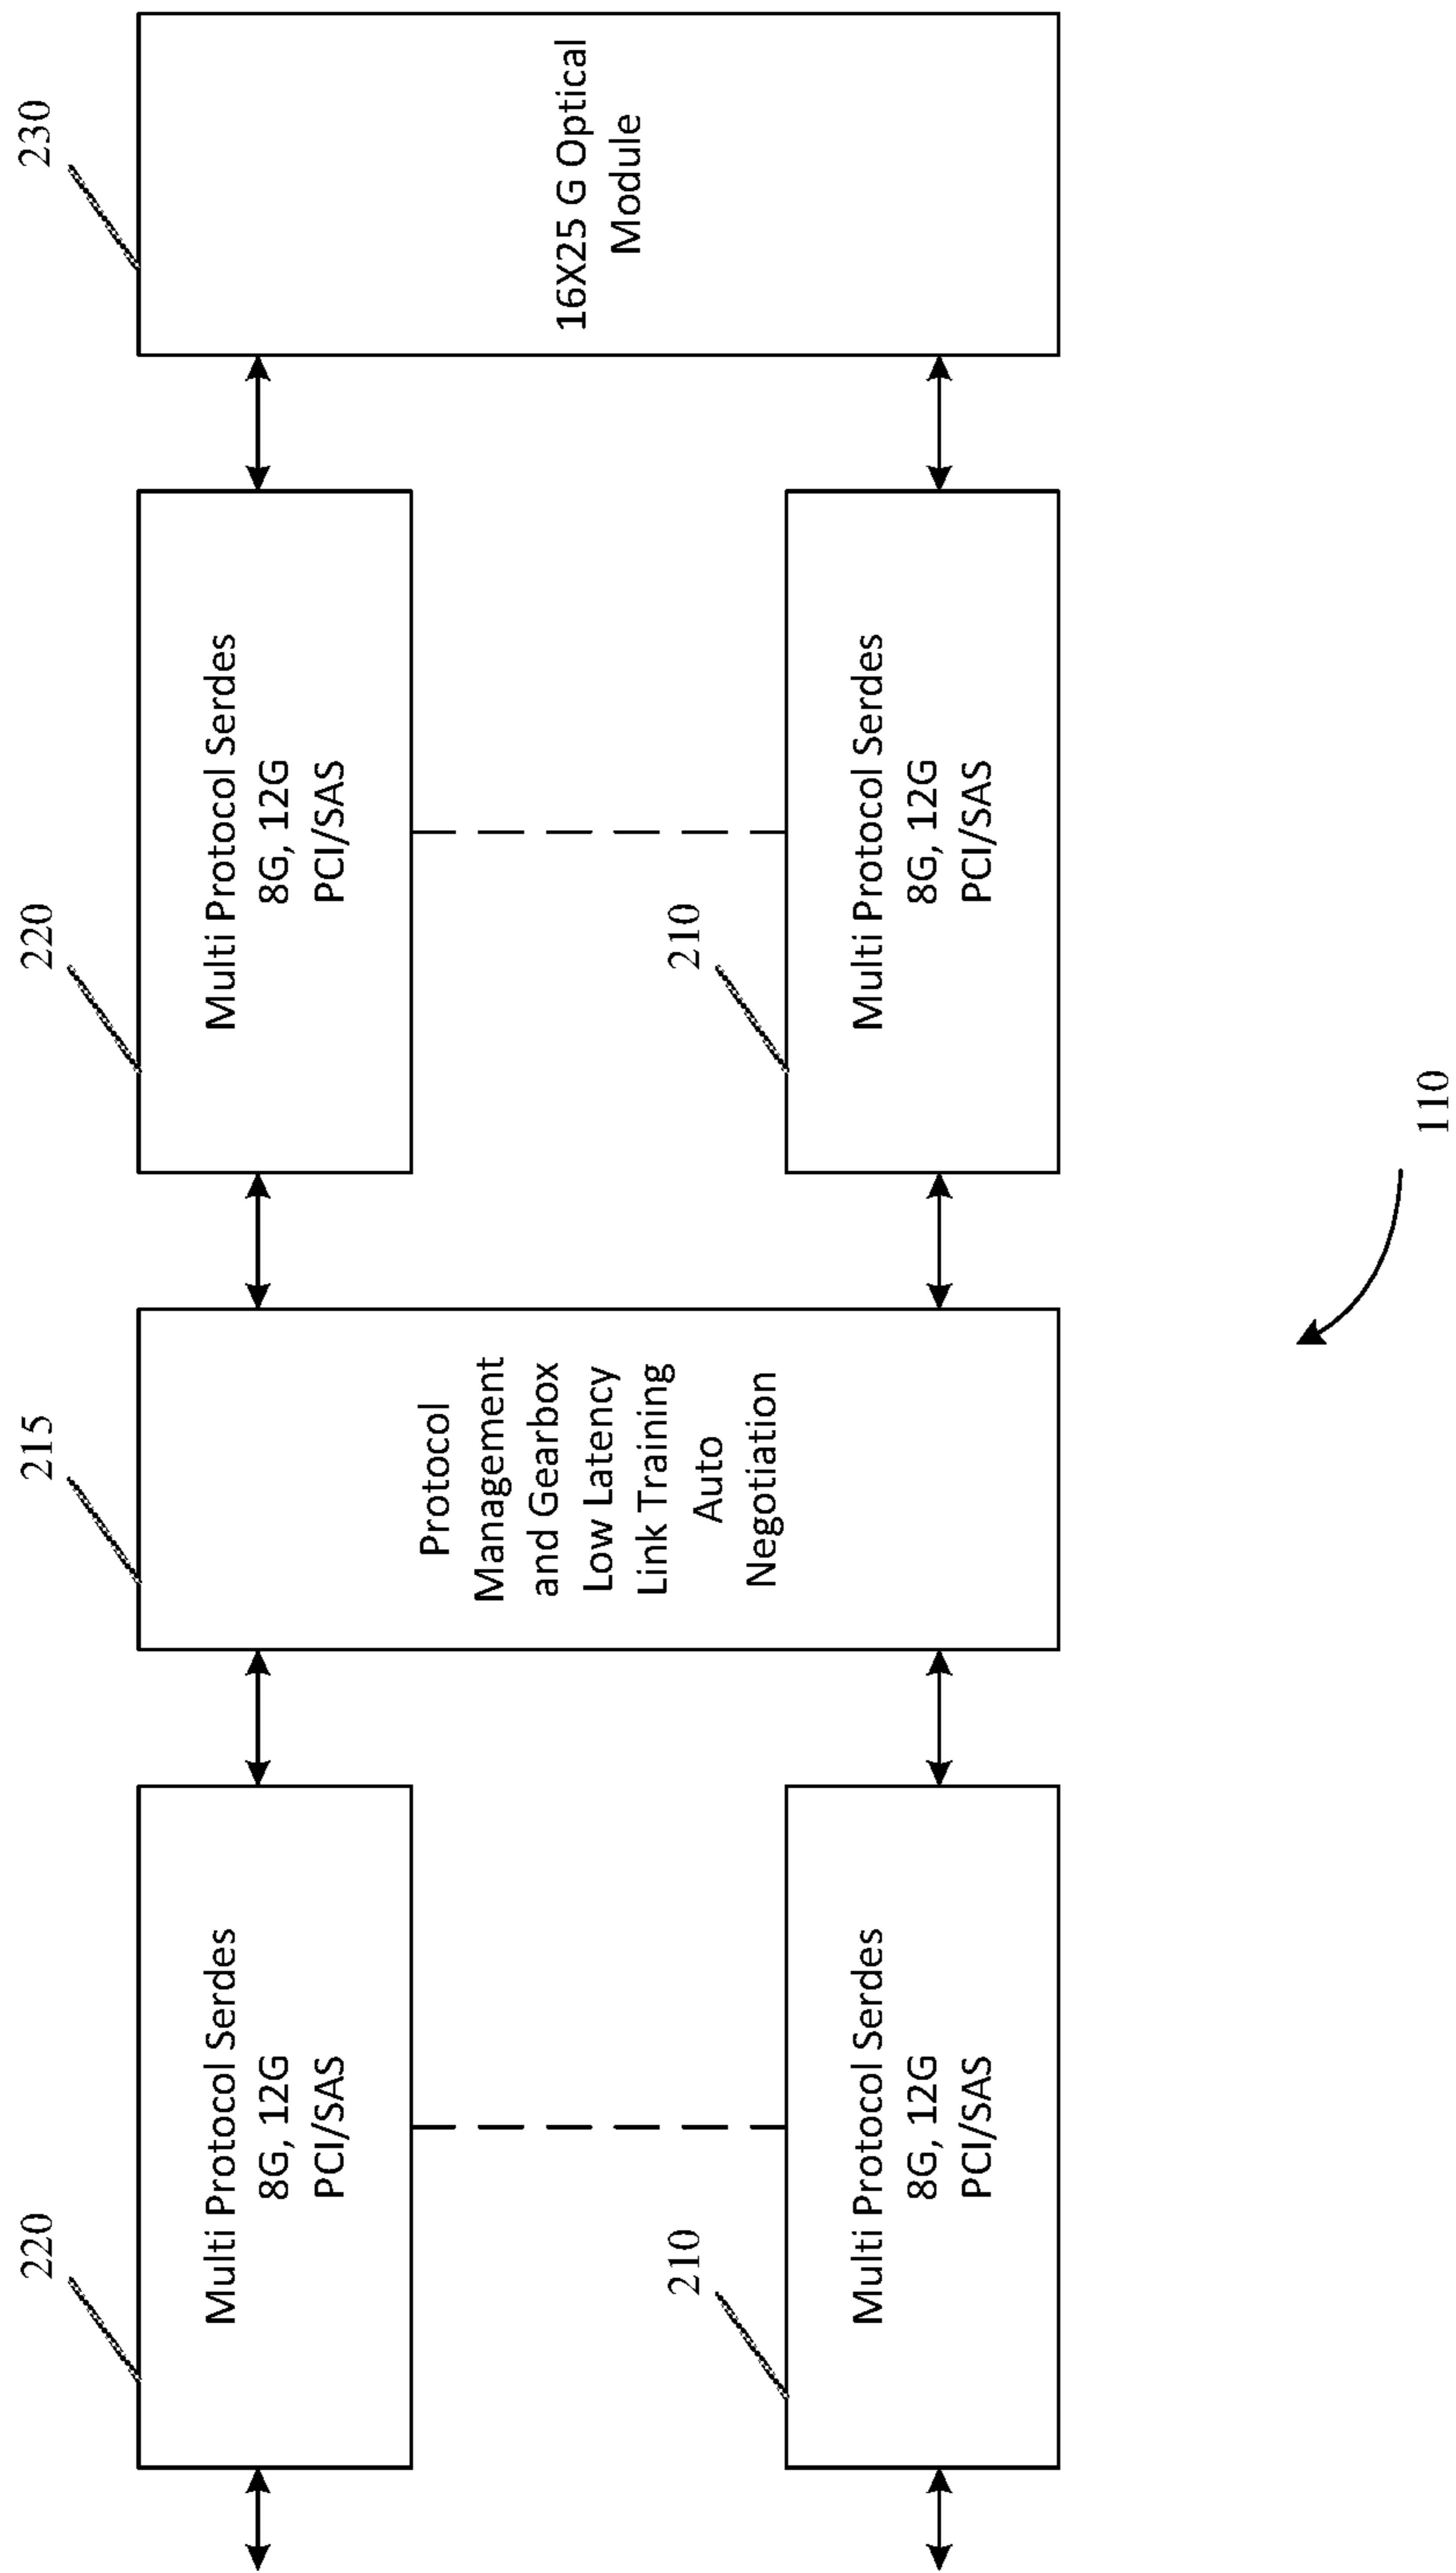 220
Multi Protocol Serdes
8G, 12G
PCI/SAS
210
Multi Protocol Serdes
8G, 12G
PCI/SAS
215
Protocol
Management
and Gearbox
Low Latency
Link Training
Auto
Negotiation
220
Multi Protocol Serdes
8G, 12G
PCI/SAS
210
Multi Protocol Serdes
8G, 12G
PCI/SAS
230
16X25 G Optical
Module
110